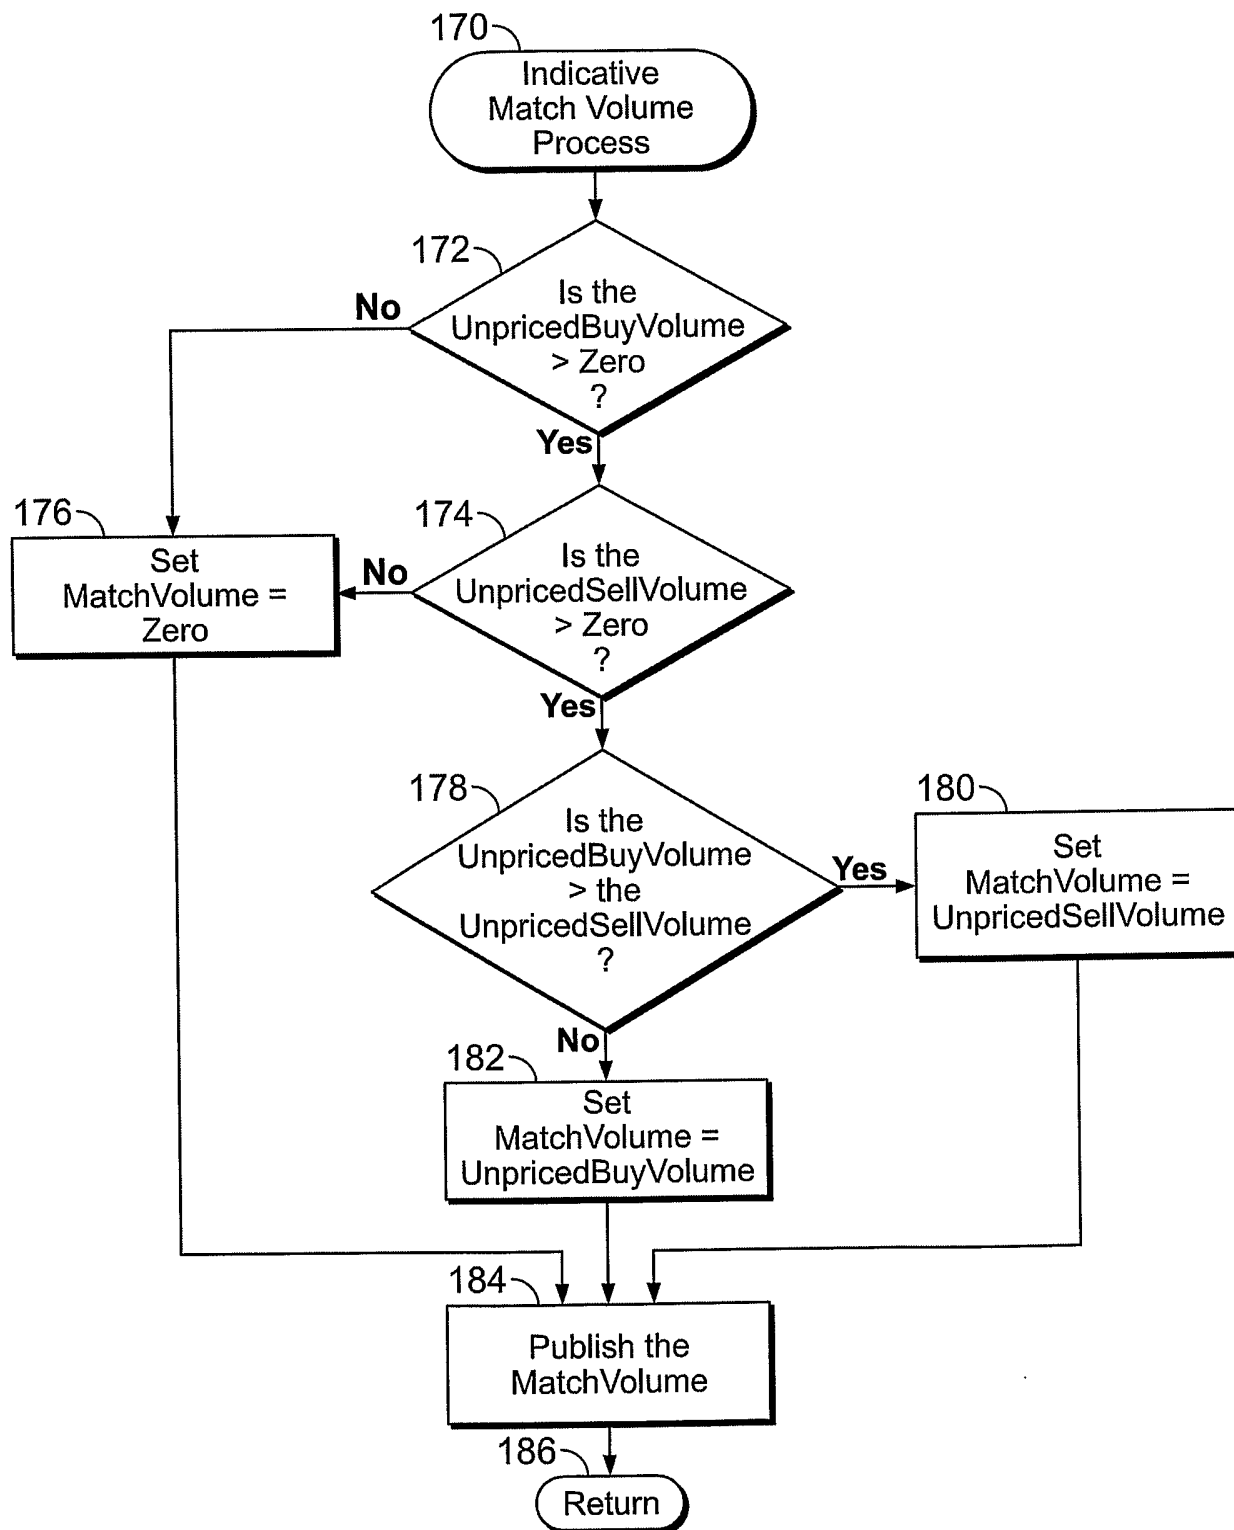 170
Indicative
Match Volume
Process
172
No
Is the
UnpricedBuyVolume
> Zero
?
Yes
176
Set
MatchVolume =
Zero
174
No
Is the
UnpricedSellVolume
> Zero
?
Yes
178
Is the
UnpricedBuyVolume
> the
UnpricedSellVolume
?
Yes
180
Set
MatchVolume =
UnpricedSellVolume
No
182
Set
MatchVolume =
UnpricedBuyVolume
184
Publish the
MatchVolume
186
Return